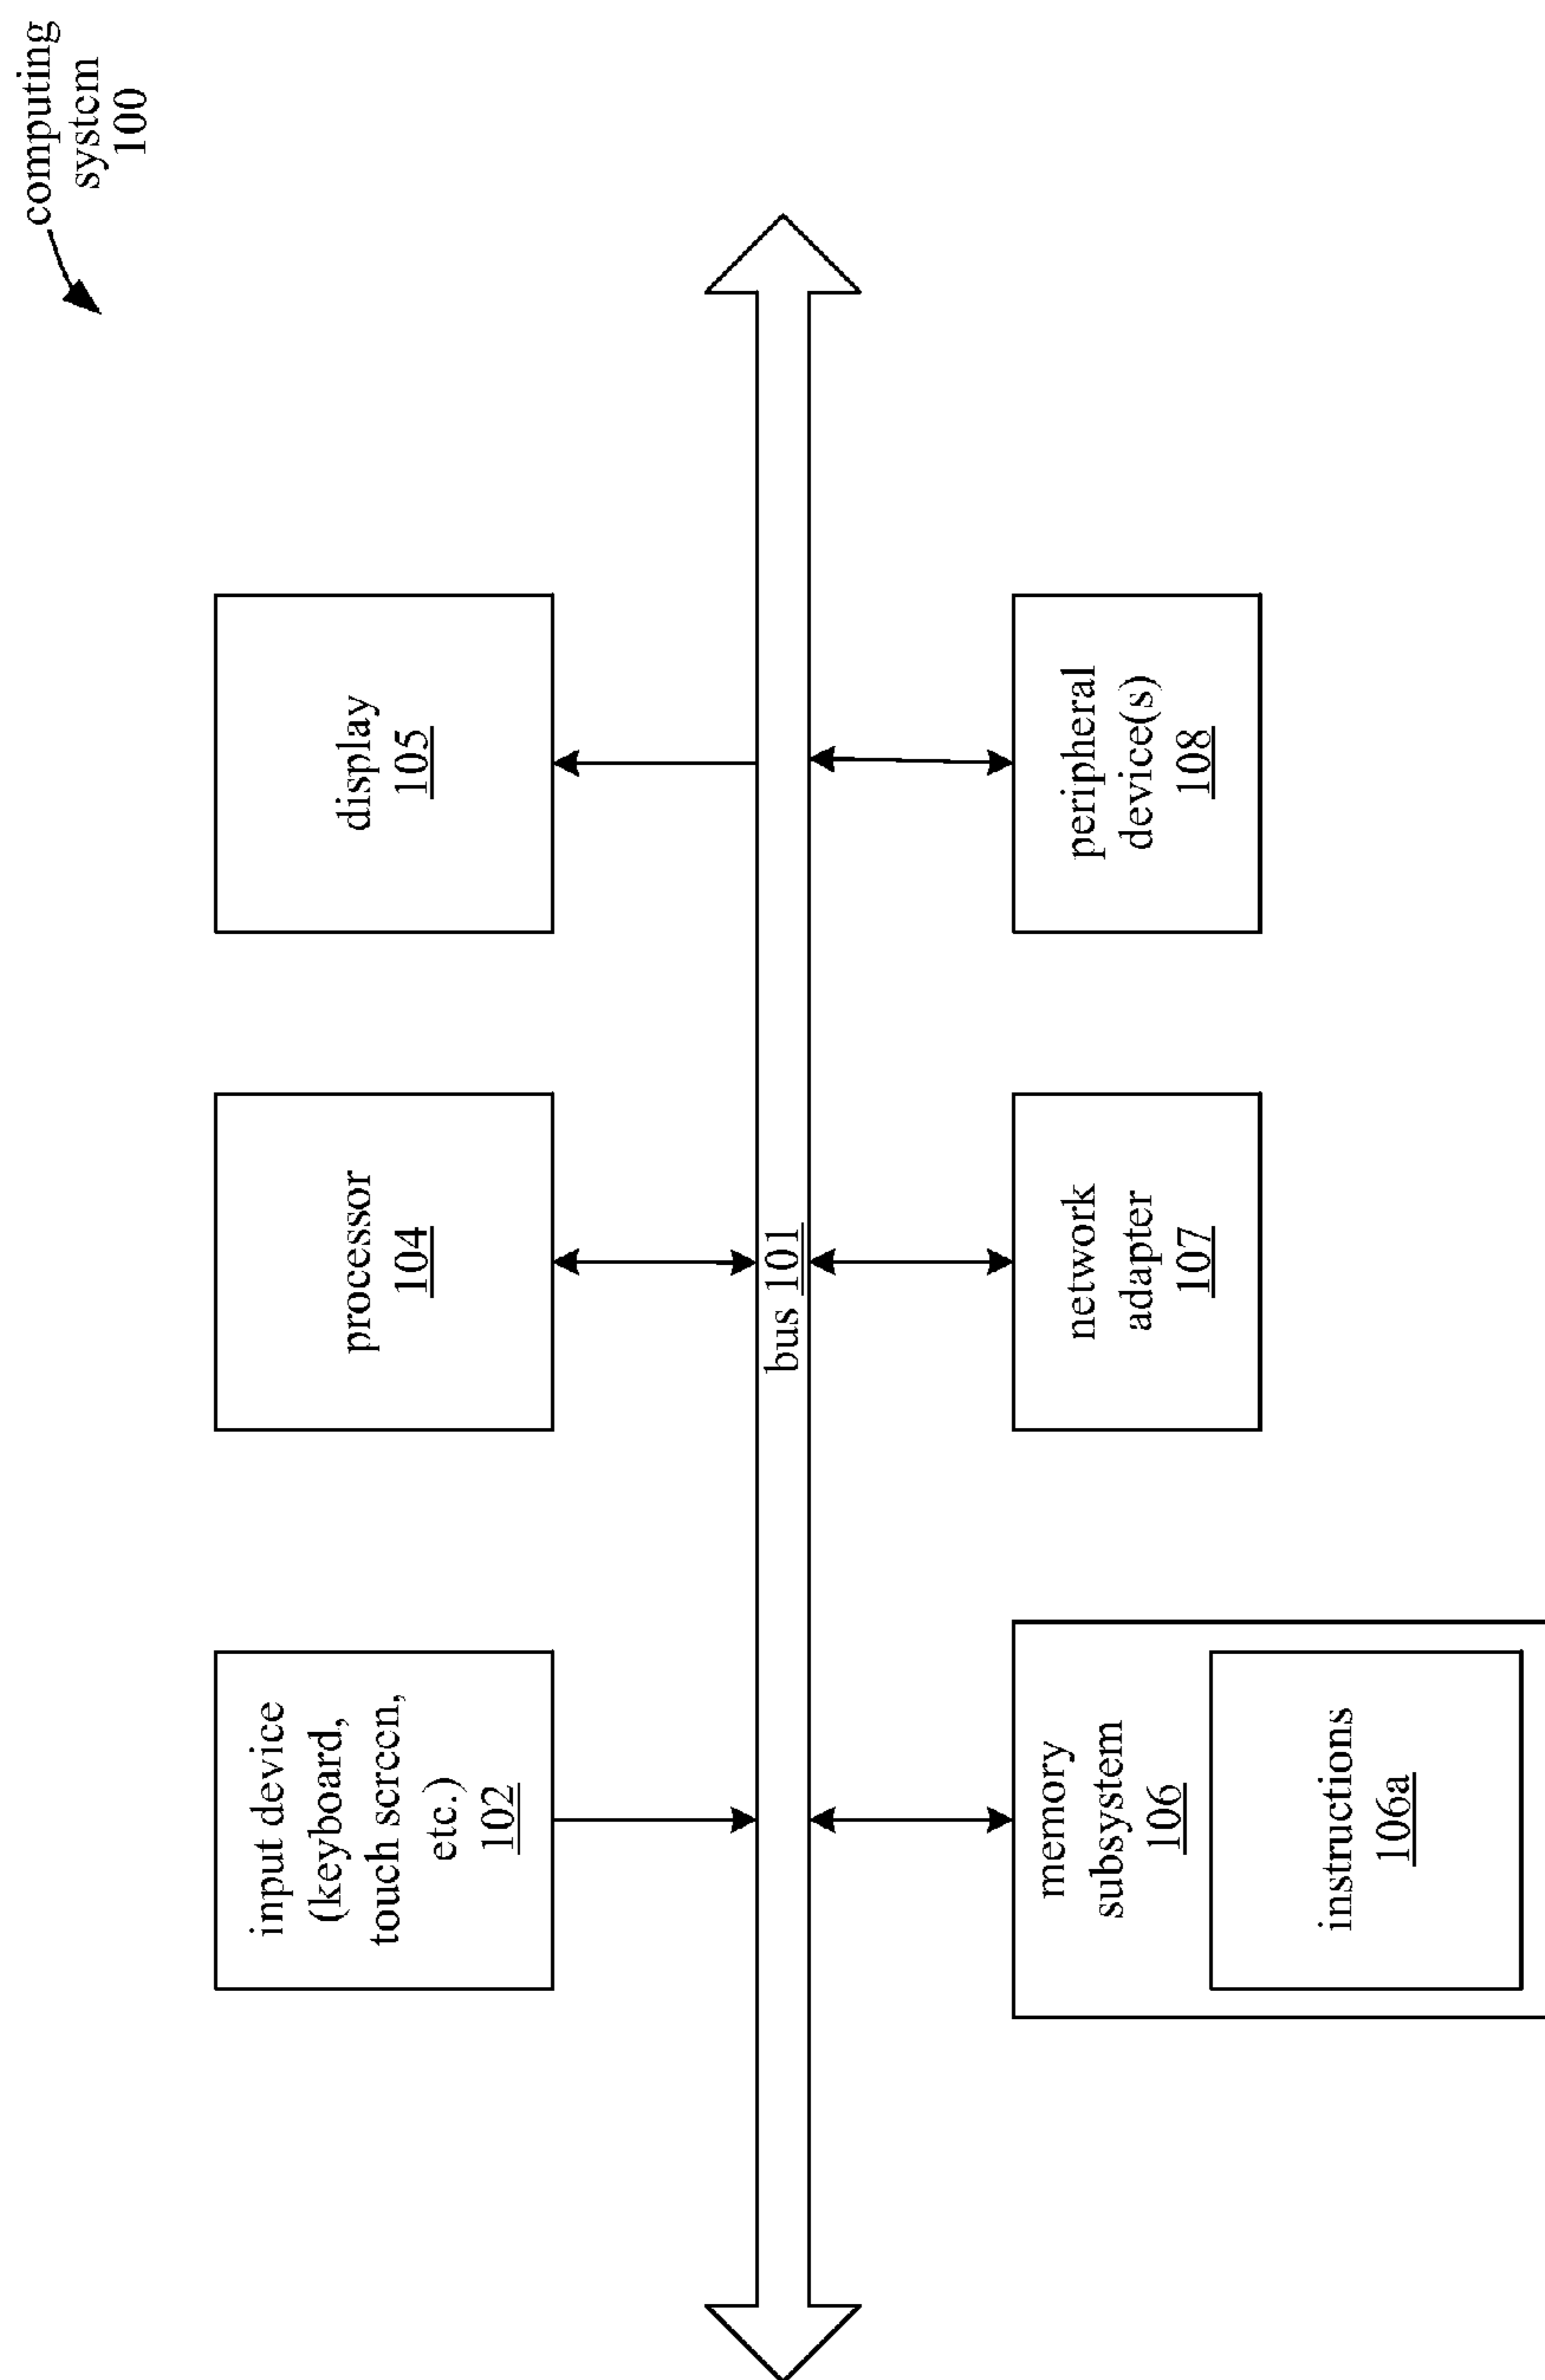 computing
system
100
input device
(keyboard,
touch screen,
etc.)
102
processor
104
display
105
bus 101
memory
subsystem
106
instructions
106a
network
adapter
107
peripheral
device(s)
108